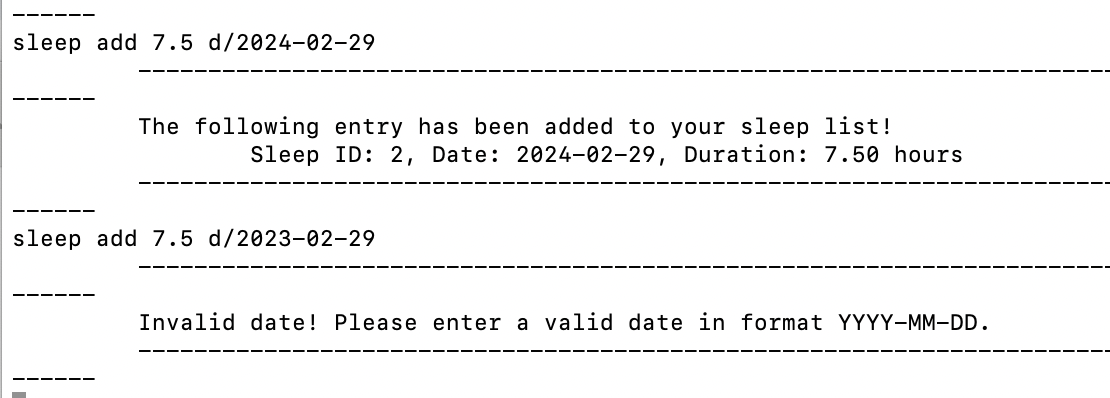 ------
sleep add 7.5 d/2024-02-29
----------------------------------------------------------------------
------
The following entry has been added to your sleep list!
Sleep ID: 2, Date: 2024-02-29, Duration: 7.50 hours
----------------------------------------------------------------------
------
sleep add 7.5 d/2023-02-29
----------------------------------------------------------------------
------
Invalid date! Please enter a valid date in format YYYY-MM-DD.
----------------------------------------------------------------------
------